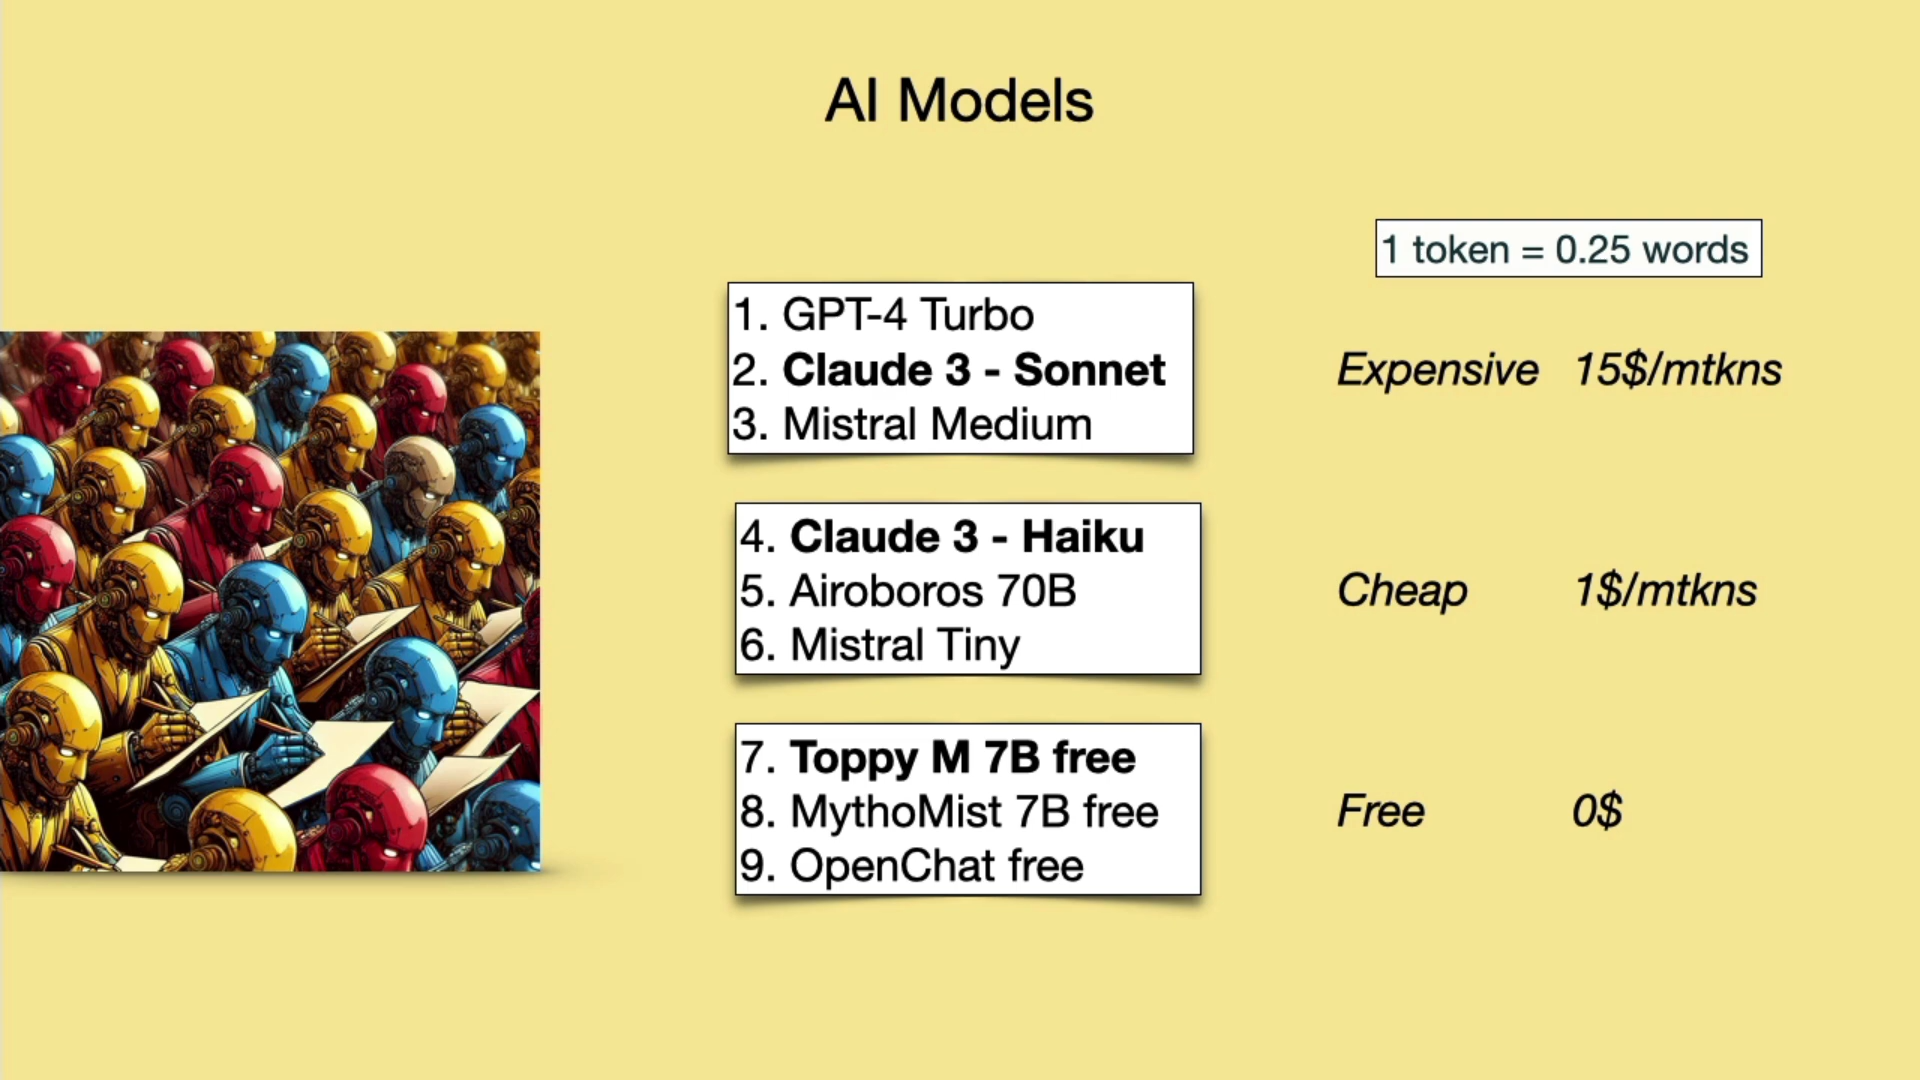 AI Models
1 token = 0.25 words
1. GPT-4 Turbo
2. Claude 3 - Sonnet
3. Mistral Medium
Expensive 15$/mtkns
4. Claude 3 - Haiku
5. Airoboros 70B
6. Mistral Tiny
Cheap 1$/mtkns
7. Toppy M 7B free
8. MythoMist 7B free
9. OpenChat free
Free 0$